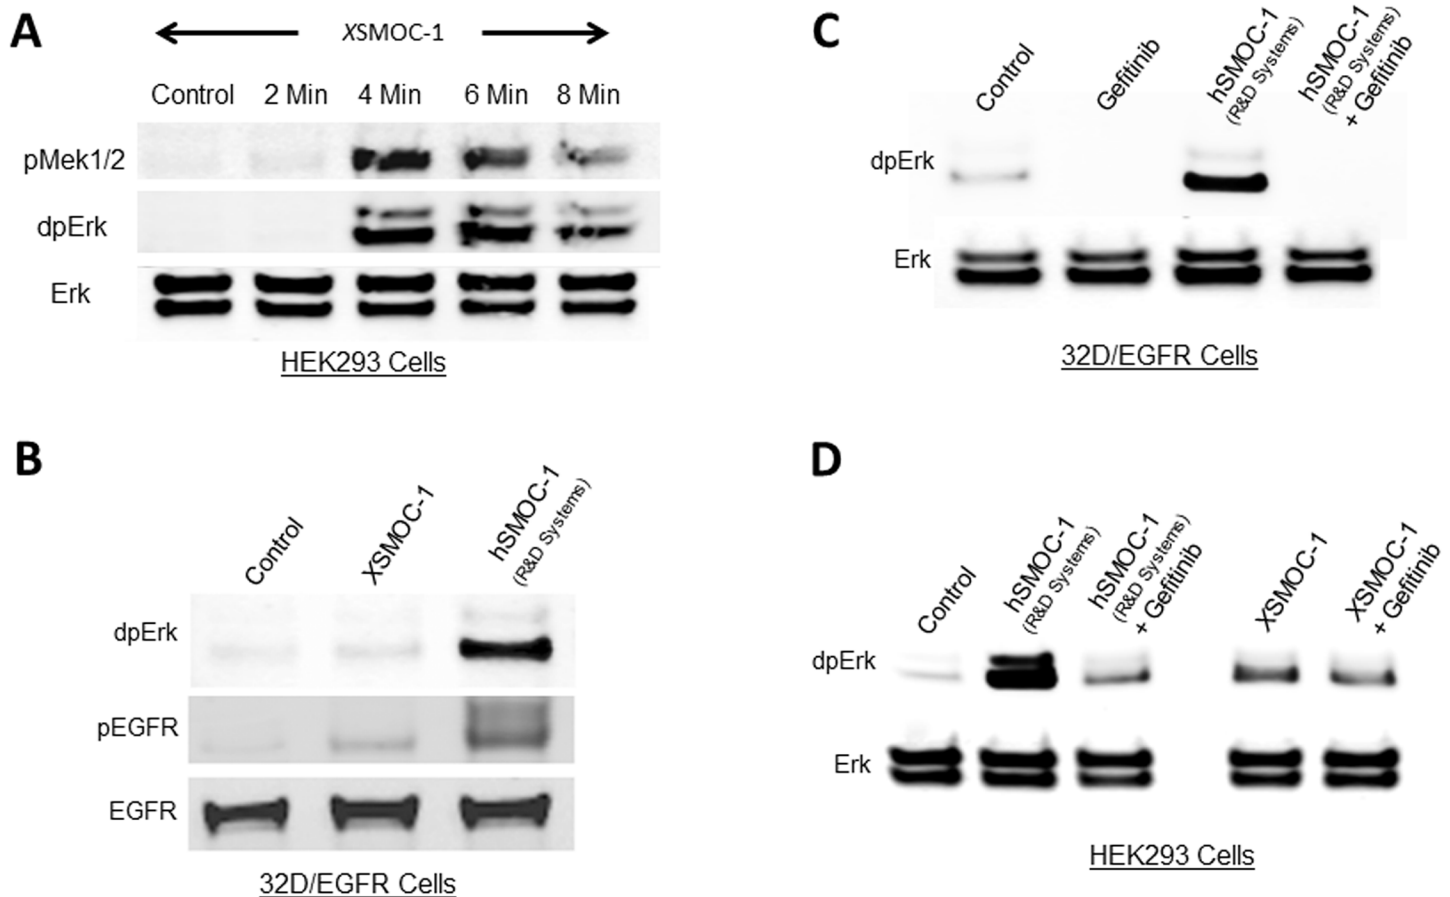 A
XSMOC-1
Control 2 Min 4 Min 6 Min 8 Min
pMek1/2
dpErk
Erk
HEK293 Cells
B
Control
XSMOC-1
hSMOC-1
(R&D Systems)
dpErk
pEGFR
EGFR
32D/EGFR Cells
C
Control
Gefitinib
hSMOC-1
(R&D Systems)
hSMOC-1
(R&D Systems)
+ Gefitinib
dpErk
Erk
32D/EGFR Cells
D
Control
hSMOC-1
(R&D Systems)
hSMOC-1
(R&D Systems)
+ Gefitinib
XSMOC-1
XSMOC-1
+ Gefitinib
dpErk
Erk
HEK293 Cells